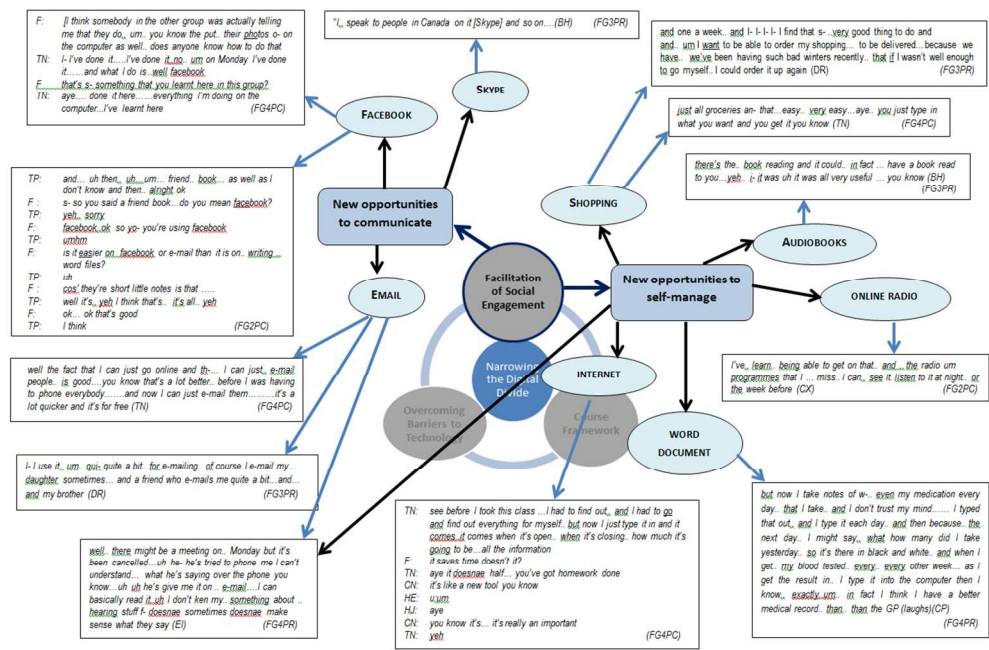 F: [I think somebody in the other group was actually telling
me that they do,. um.. you know the put.. their photos o- on
the computer as well.. does anyone know how to do that
TN: I- I've done it.....I've done it,.no.. um on Monday I've done
it......and what I do is ..well facebook
F that's s- something that you learnt here in this group?
TN: aye.... done it here......everything I'm doing on the
computer...I've learnt here (FG4PC)
"I,. speak to people in Canada on it [Skype] and so on....(BH) (FG3PR)
and one a week.. and I- I- I- I- I find that s- ..very good thing to do and
and.. um I want to be able to order my shopping... to be delivered...because we
have.. we've been having such bad winters recently.. that if I wasn't well enough
to go myself.. I could order it up again (DR) (FG3PR)
just all groceries an- that...easy.. very easy...aye.. you just type in
what you want and you get it you know (TN) (FG4PC)
there's the.. book reading and it could.. in fact ... have a book read
to you...yeh.. i- it was uh it was all very useful ... you know (BH)
(FG3PR)
SKYPE
FACEBOOK
TP: and... uh then,. uh,..um... friend.. book... as well as I
don't know and then.. alright ok
F : s- so you said a friend book...do you mean facebook?
TP: yeh,. sorry
F: facebook,.ok so yo- you're using facebook
TP: umhm
F: is it easier on facebook or e-mail than it is on.. writing ..
word files?
TP: uh
F : cos' they're short little notes is that .....
TP: well it's,. yeh I think that's.. it's all.. yeh
F: ok... ok that's good
TP: I think (FG2PC)
New opportunities
to communicate
SHOPPING
AUDIOBOOKS
Facilitation
of Social
Engagement
New opportunities to
self-manage
EMAIL
ONLINE RADIO
Narrowing
the Digital
Divide
INTERNET
Overcoming
Barriers to
Technology
Course
Framework
WORD
DOCUMENT
I've,. learn.. being able to get on that.. and .. the radio um
programmes that I ... miss.. I can,. see it. listen to it at night.. or
the week before (CX) (FG2PC)
well the fact that I can just go online and th-... I can just,. e-mail
people.. is good....you know that's a lot better.. before I was having
to phone everybody.......and now I can just e-mail them.........it's a
lot quicker and it's for free (TN) (FG4PC)
I- I use it,. um.. qui- quite a bit.. for e-mailing.. of course I e-mail my...
daughter sometimes... and a friend who e-mails me quite a bit...and...
and my brother (DR) (FG3PR)
well.. there might be a meeting on.. Monday but it's
been cancelled...uh he- he's tried to phone me I can't
understand... what he's saying over the phone you
know...uh uh he's give me it on .. e-mail....I can
basically read it,.uh I don't ken my.. something about ..
hearing stuff f- doesnae sometimes doesnae make
sense what they say (EI) (FG4PR)
TN: see before I took this class ...I had to find out,. and I had to go
and find out everything for myself.. but now I just type it in and it
comes..it comes when it's open.. when it's closing.. how much it's
going to be...all the information
F: it saves time doesn't it?
TN: aye it doesnae half... you've got homework done
CN: it's like a new tool you know
HE: u:um
HJ: aye
CN: you know it's... it's really an important
TN: yeh (FG4PC)
but now I take notes of w-.. even my medication every
day.. that I take.. and I don't trust my mind...... I typed
that out,. and I type it each day.. and then because.. the
next day.. I might say,. what how many did I take
yesterday.. so it's there in black and white.. and when I
get.. my blood tested.. every.. every other week... as I
get the result in.. I type it into the computer then I
know,. exactly,.um.. in fact I think I have a better
medical record.. than.. than the GP (laughs)(CP)
(FG4PR)